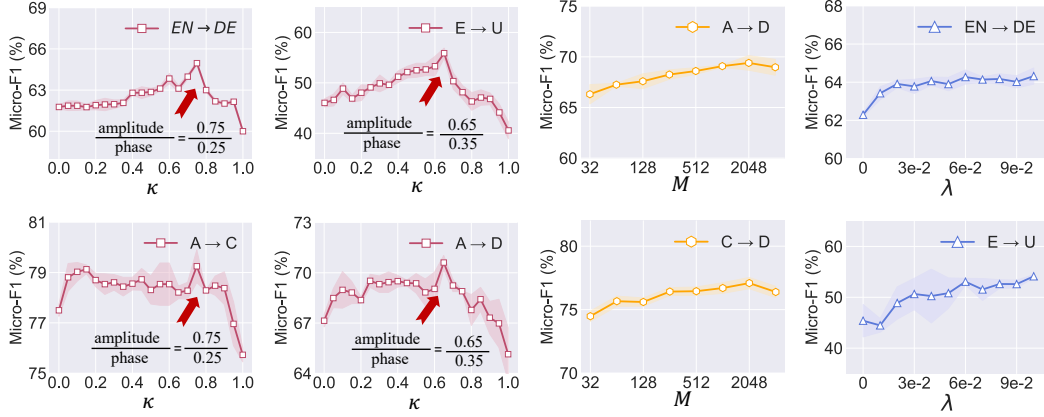 Micro-F1 (%)
69
66
63
60
EN → DE
amplitude
phase
=
0.75
0.25
0.0 0.2 0.4 0.6 0.8 1.0
κ
Micro-F1 (%)
60
50
40
E → U
amplitude
phase
=
0.65
0.35
0.0 0.2 0.4 0.6 0.8 1.0
κ
Micro-F1 (%)
75
70
65
60
A → D
32 128 512 2048
M
Micro-F1 (%)
68
66
64
62
60
EN → DE
0 3e-2 6e-2 9e-2
λ
Micro-F1 (%)
81
79
77
75
A → C
amplitude
phase
=
0.75
0.25
0.0 0.2 0.4 0.6 0.8 1.0
κ
Micro-F1 (%)
73
70
67
64
A → D
amplitude
phase
=
0.65
0.35
0.0 0.2 0.4 0.6 0.8 1.0
κ
Micro-F1 (%)
80
75
70
C → D
32 128 512 2048
M
Micro-F1 (%)
60
50
40
E → U
0 3e-2 6e-2 9e-2
λ